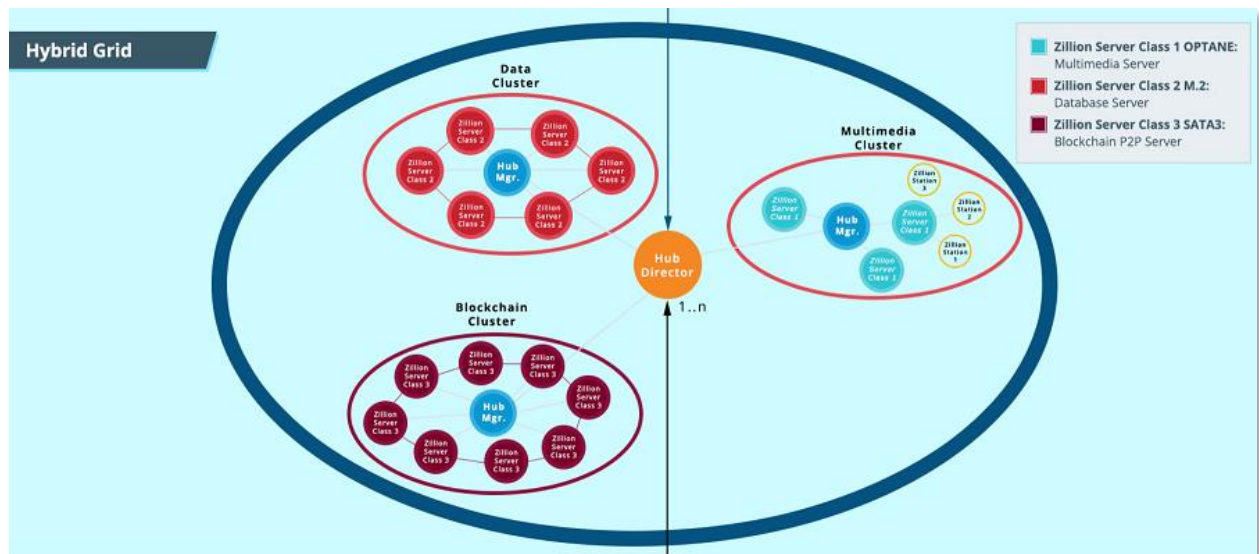 Hybrid Grid
Zillion Server Class 1 OPTANE:
Multimedia Server
Zillion Server Class 2 M.2:
Database Server
Zillion Server Class 3 SATA3:
Blockchain P2P Server
Data
Cluster
Zillion
Server
Class 2
Zillion
Server
Class 2
Zillion
Server
Class 2
Hub
Mgr.
Zillion
Server
Class 2
Zillion
Server
Class 2
Zillion
Server
Class 2
Multimedia
Cluster
Zillion
Station
3
Zillion
Server
Class 1
Hub
Mgr.
Zillion
Server
Class 1
Zillion
Station
2
Zillion
Station
1
Zillion
Server
Class 1
Hub
Director
1..n
Blockchain
Cluster
Zillion
Server
Class 3
Zillion
Server
Class 3
Zillion
Server
Class 3
Zillion
Server
Class 3
Hub
Mgr.
Zillion
Server
Class 3
Zillion
Server
Class 3
Zillion
Server
Class 3
Zillion
Server
Class 3